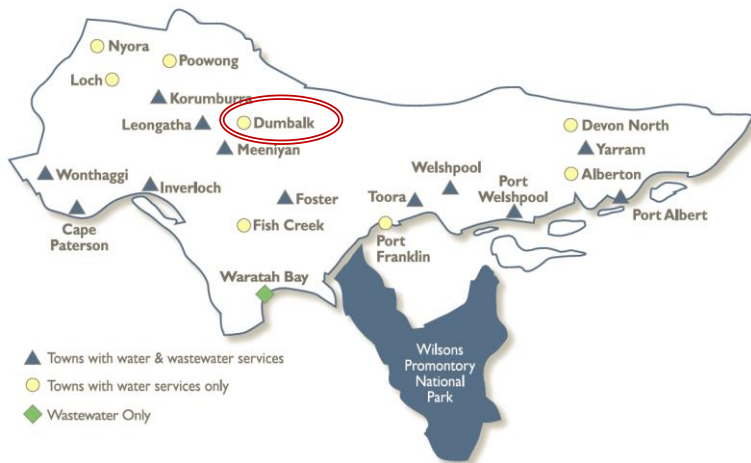 Nyora
Poowong
Loch
Korumburra
Leongatha
Dumbalk
Devon North
Meeniyan
Yarram
Wonthaggi
Inverloch
Welshpool
Alberton
Foster
Toora
Port
Welshpool
Cape
Paterson
Port Albert
Fish Creek
Port
Franklin
Waratah Bay
Wilsons
Promontory
National
Park
Towns with water & wastewater services
Towns with water services only
Wastewater Only